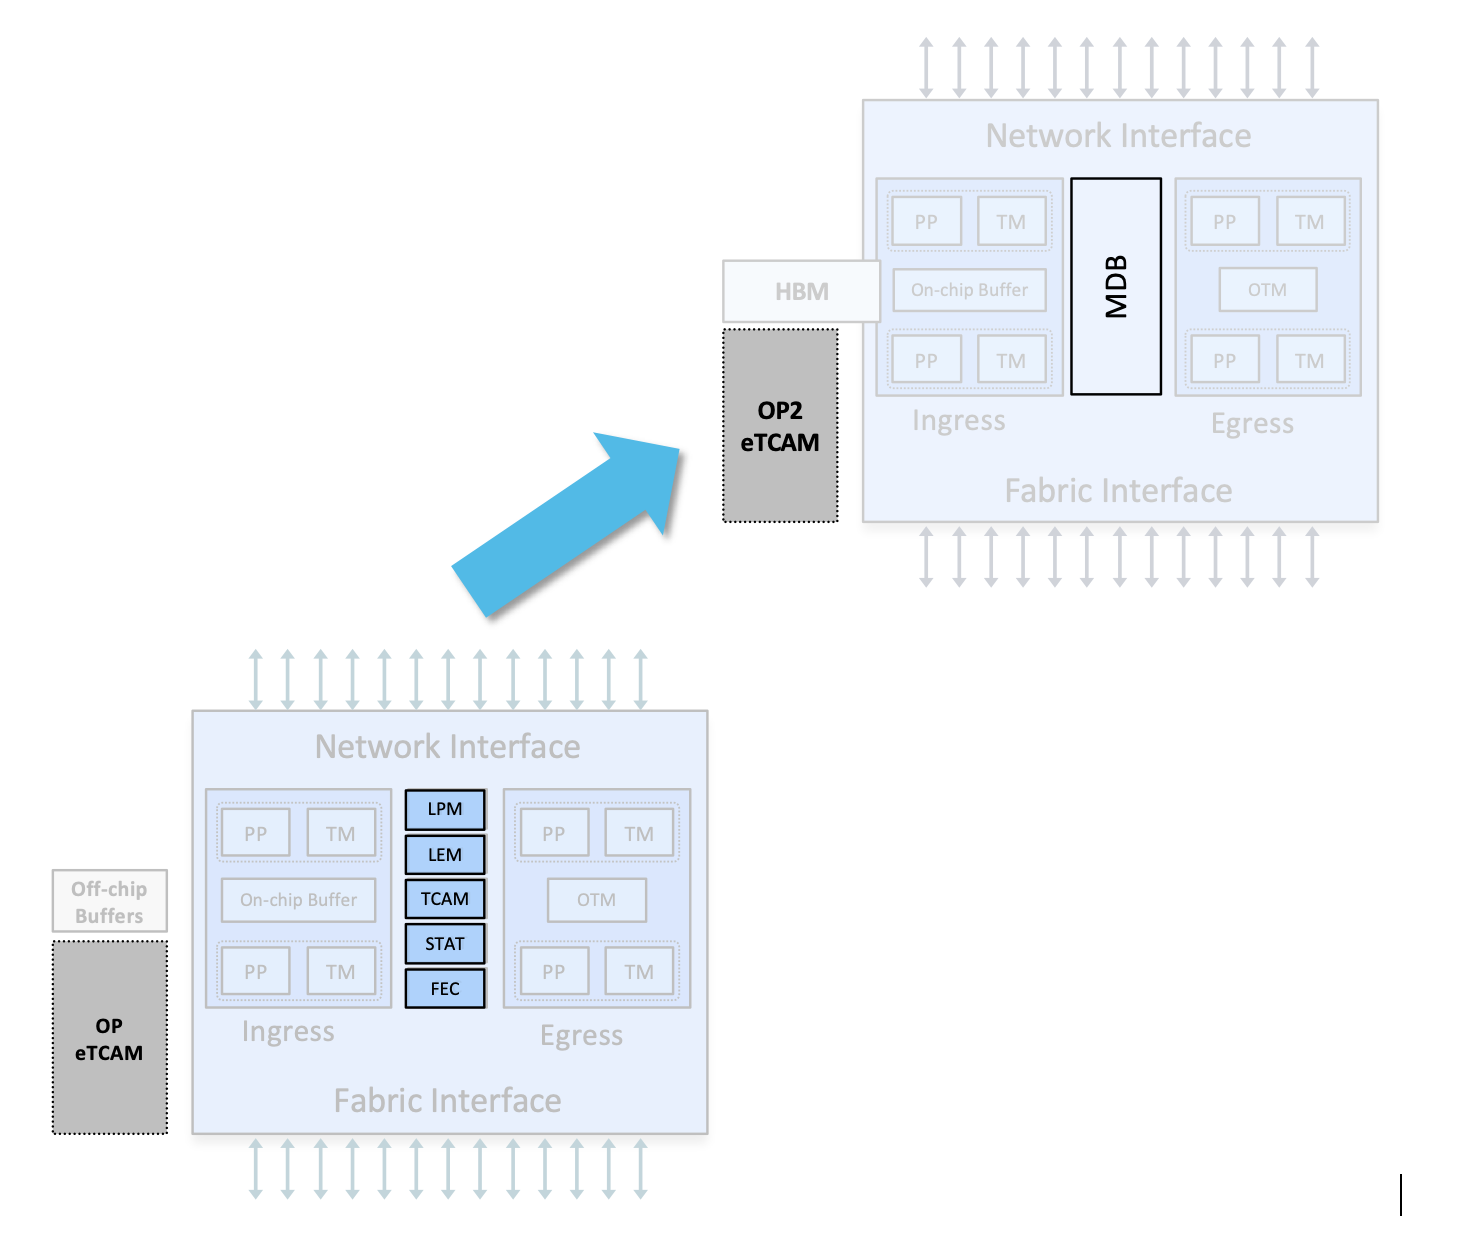 Network Interface
PP
TM
PP
TM
MDB
HBM
On-chip Buffer
OTM
PP
TM
PP
TM
OP2
eTCAM
Ingress
Egress
Fabric Interface
Network Interface
LPM
PP
TM
PP
TM
LEM
Off-chip
Buffers
On-chip Buffer
TCAM
OTM
STAT
PP
TM
PP
TM
FEC
OP
eTCAM
Ingress
Egress
Fabric Interface